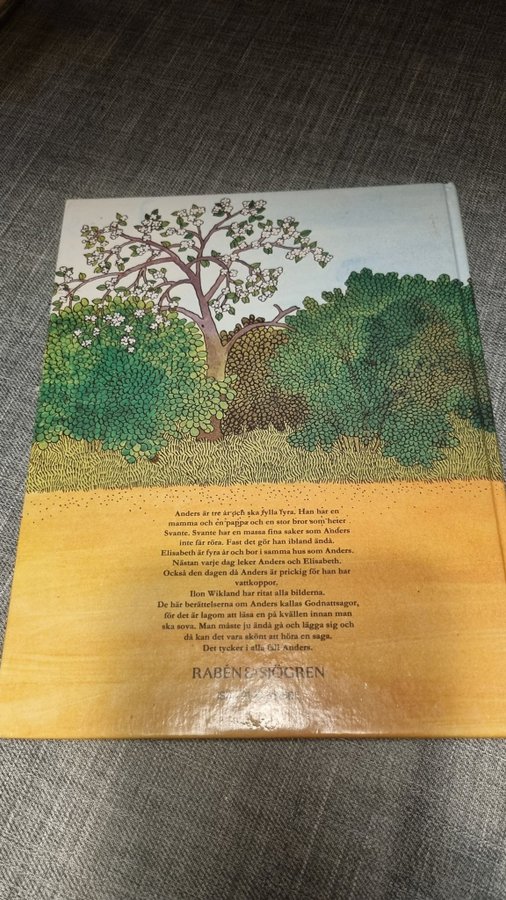 Anders är tre år och ska fylla fyra. Han har en
mamma och en pappa och en stor bror som heter
Svante. Svante har en massa fina saker som Anders
inte får röra. Fast det gör han ibland ändå.
Elisabeth är fyra år och bor i samma hus som Anders.
Nästan varje dag leker Anders och Elisabeth.
Också den dagen då Anders är prickig för han har
vattkoppor.
Ilon Wikland har ritat alla bilderna.
De här berättelserna om Anders kallas Godnattsagor,
för det är lagom att läsa en på kvällen innan man
ska sova. Man måste ju ändå gå och lägga sig och
då kan det vara skönt att höra en saga.
Det tycker i alla fall Anders.
RABÉN & SJÖGREN